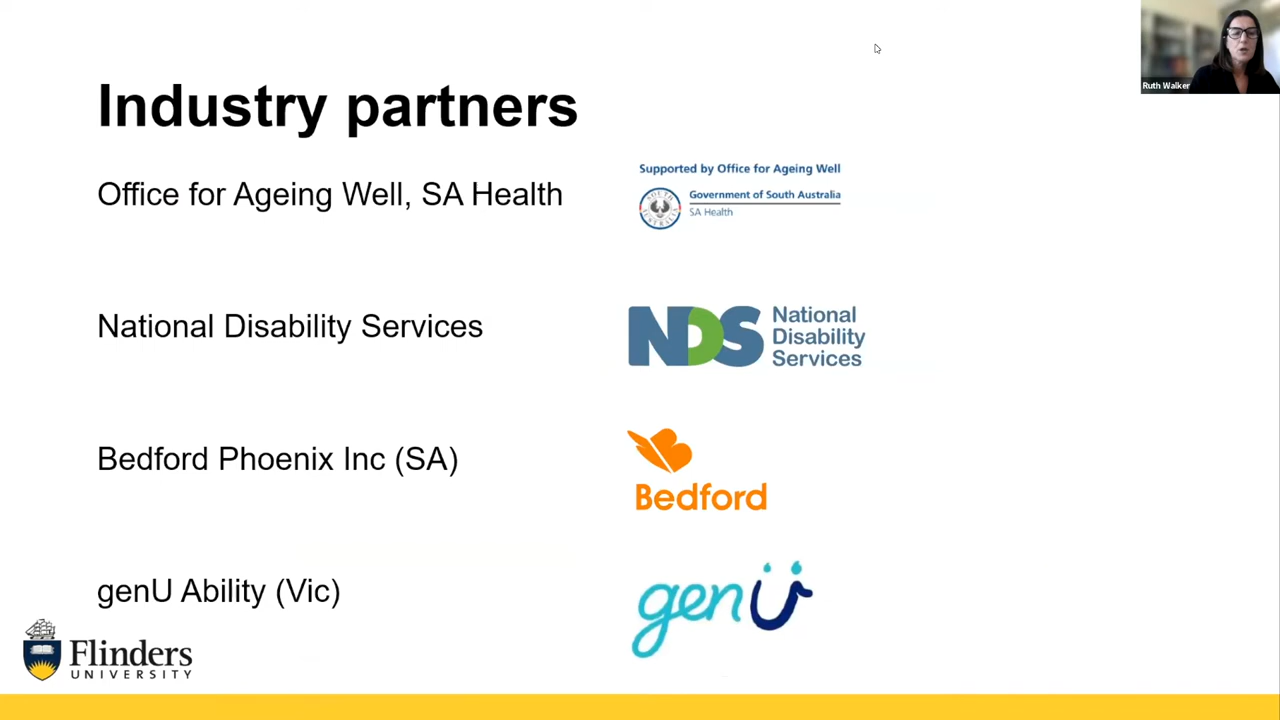 Ruth Walker
Industry partners
Office for Ageing Well, SA Health
Supported by Office for Ageing Well
Government of South Australia
SA Health
National Disability Services
NDS
National
Disability
Services
Bedford Phoenix Inc (SA)
Bedford
genU Ability (Vic)
genU
Flinders
UNIVERSITY